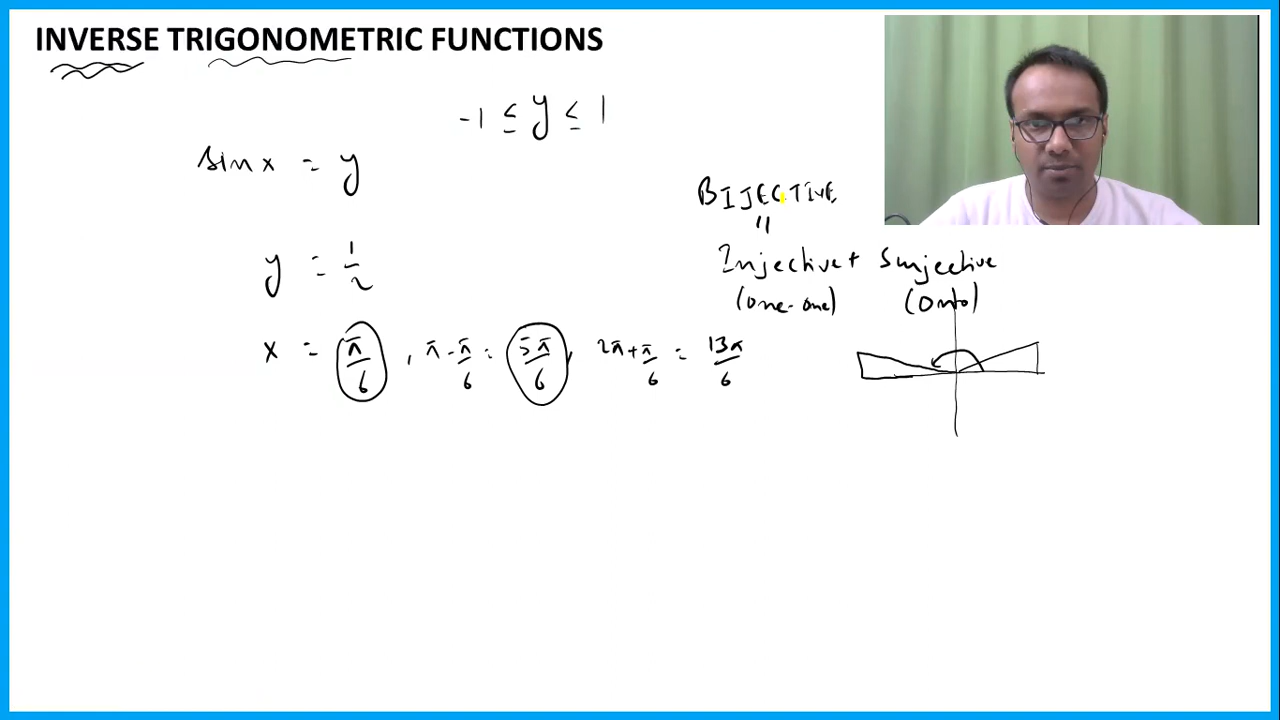 INVERSE TRIGONOMETRIC FUNCTIONS
-1 ≤ y ≤ 1
sin x = y
BIJECTIVE
"
y = 1/2
Injective + Surjective
(one-one) (Onto)
x = π/6 , π - π/6 = 5π/6 , 2π + π/6 = 13π/6